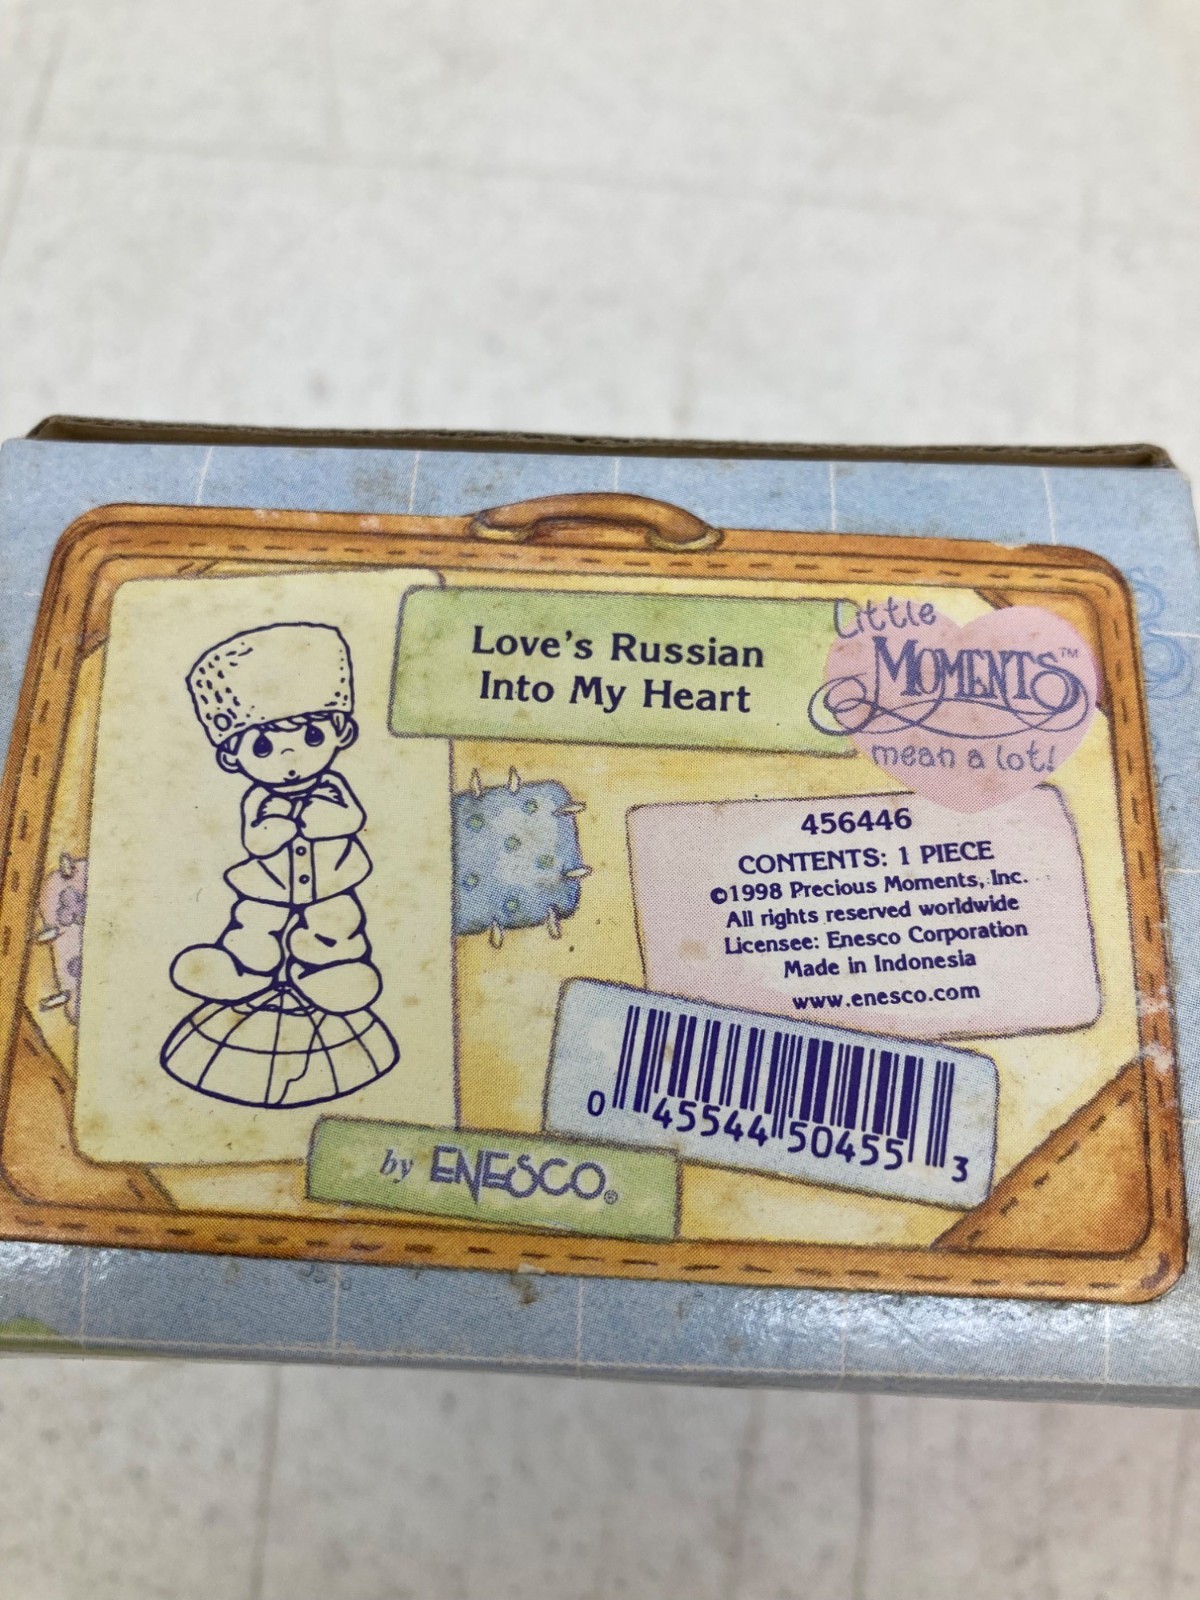 Love's Russian
Into My Heart
Little
MOMENTS™
mean a lot!
456446
CONTENTS: 1 PIECE
©1998 Precious Moments, Inc.
All rights reserved worldwide
Licensee: Enesco Corporation
Made in Indonesia
www.enesco.com
0 45544 50455 3
by ENESCO®